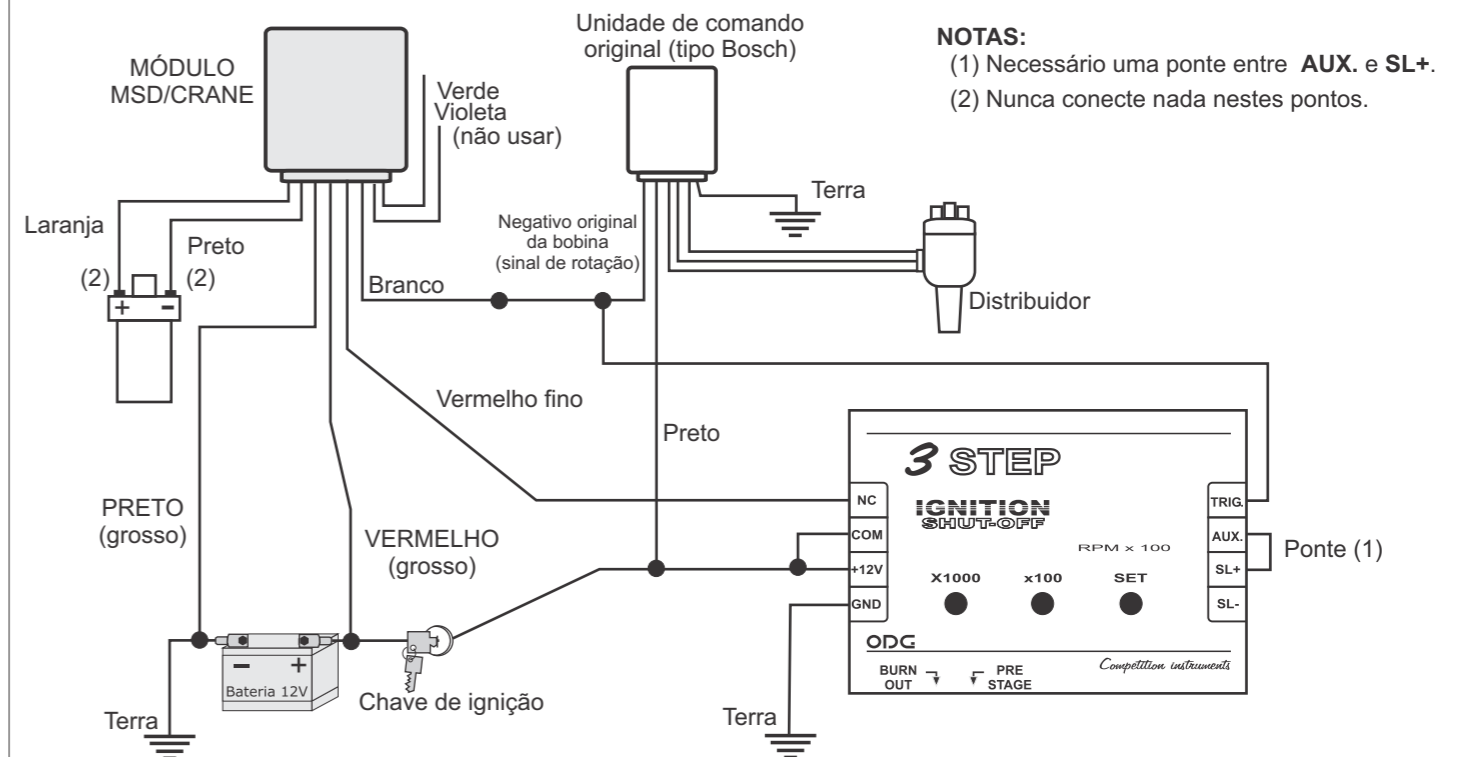 MÓDULO
MSD/CRANE
Verde
Violeta
(não usar)
Unidade de comando
original (tipo Bosch)
NOTAS:
(1) Necessário uma ponte entre AUX. e SL+.
(2) Nunca conecte nada nestes pontos.
Laranja
Preto
(2)
(2)
+
-
Branco
Negativo original
da bobina
(sinal de rotação)
Terra
Distribuidor
Vermelho fino
Preto
PRETO
(grosso)
VERMELHO
(grosso)
- +
Bateria 12V
Chave de ignição
Terra
Terra
3 STEP
IGNITION
SHUT-OFF
RPM x 100
X1000
x100
SET
NC
COM
+12V
GND
TRIG.
AUX.
SL+
SL-
Ponte (1)
ODG
Competition instruments
BURN
OUT
PRE
STAGE